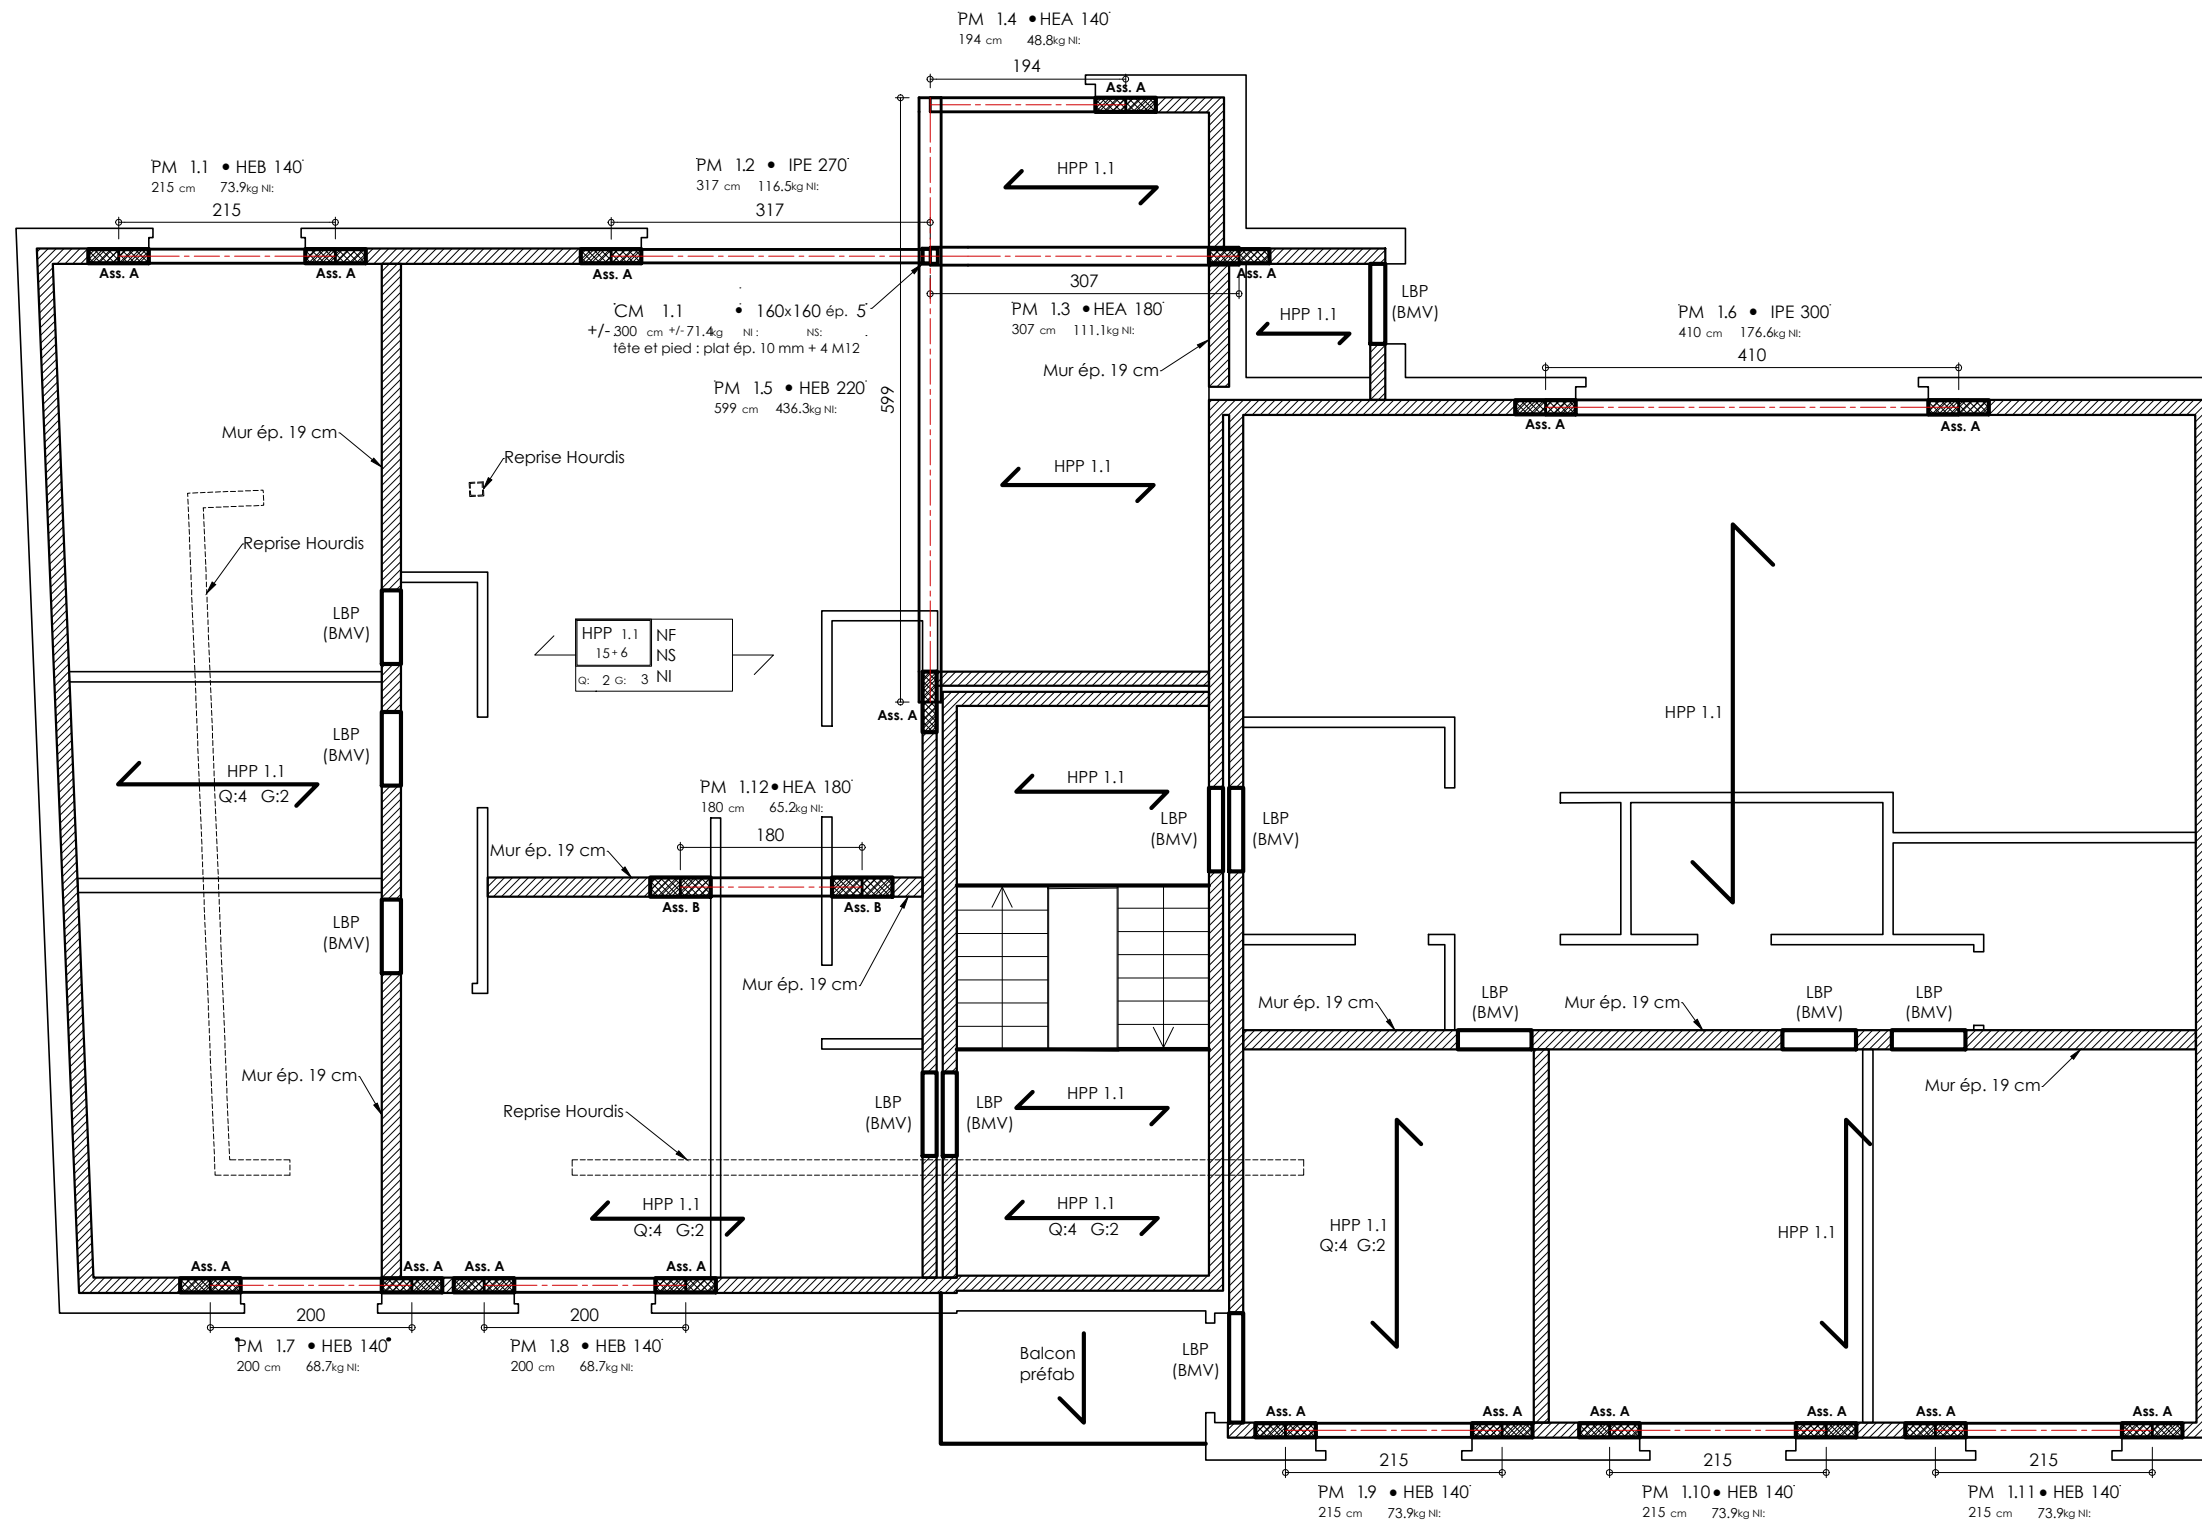 PM 1.4 • HEA 140
194 cm 48.8kg NI:
194
Ass. A
PM 1.1 • HEB 140
215 cm 73.9kg NI:
215
PM 1.2 • IPE 270
317 cm 116.5kg NI:
317
HPP 1.1
Ass. A
Ass. A
Ass. A
Ass. A
307
CM 1.1 • 160x160 ép. 5
+/- 300 cm +/- 71.4kg NI : NS:
tête et pied : plat ép. 10 mm + 4 M12
PM 1.3 • HEA 180
307 cm 111.1kg NI:
HPP 1.1
LBP
(BMV)
PM 1.6 • IPE 300
410 cm 176.6kg NI:
410
Mur ép. 19 cm
PM 1.5 • HEB 220
599 cm 436.3kg NI:
599
Mur ép. 19 cm
Ass. A
Ass. A
Reprise Hourdis
HPP 1.1
Reprise Hourdis
LBP
(BMV)
HPP 1.1
15+6
NF
NS
NI
Q: 2 G: 3
HPP 1.1
Ass. A
LBP
(BMV)
HPP 1.1
Q:4 G:2
PM 1.12 • HEA 180
180 cm 65.2kg NI:
180
HPP 1.1
LBP
(BMV)
LBP
(BMV)
Mur ép. 19 cm
Ass. B
Ass. B
LBP
(BMV)
Mur ép. 19 cm
Mur ép. 19 cm
LBP
(BMV)
Mur ép. 19 cm
LBP
(BMV)
LBP
(BMV)
Mur ép. 19 cm
Mur ép. 19 cm
Reprise Hourdis
LBP
(BMV)
LBP
(BMV)
HPP 1.1
HPP 1.1
Q:4 G:2
HPP 1.1
Q:4 G:2
HPP 1.1
Q:4 G:2
HPP 1.1
Ass. A
Ass. A
Ass. A
Ass. A
200
200
PM 1.7 • HEB 140
200 cm 68.7kg NI:
PM 1.8 • HEB 140
200 cm 68.7kg NI:
Balcon
préfab
LBP
(BMV)
Ass. A
Ass. A
Ass. A
Ass. A
Ass. A
Ass. A
215
215
215
PM 1.9 • HEB 140
215 cm 73.9kg NI:
PM 1.10 • HEB 140
215 cm 73.9kg NI:
PM 1.11 • HEB 140
215 cm 73.9kg NI: